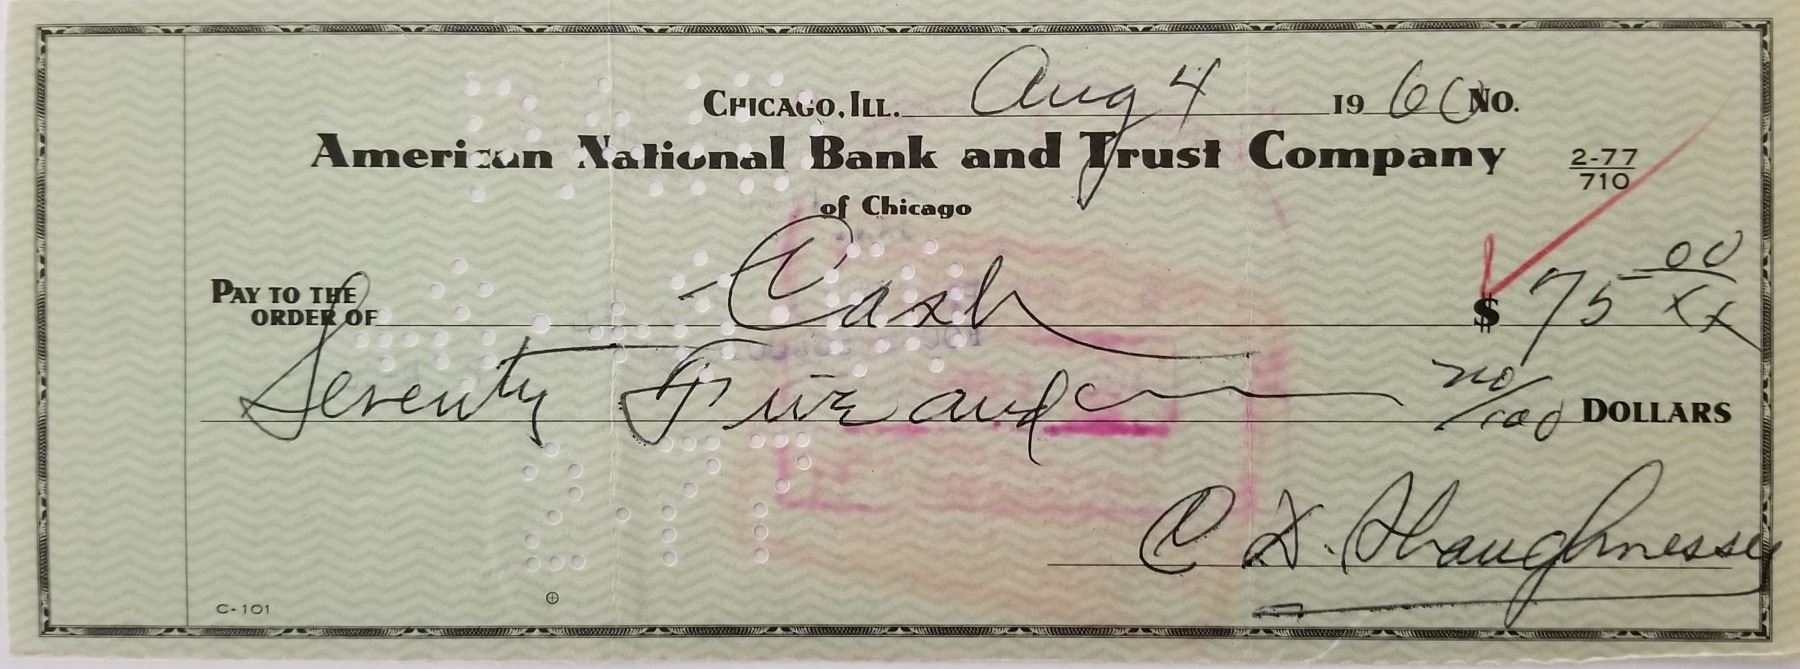 CHICAGO, ILL. Aug 4 1960 NO.
American National Bank and Trust Company
2-77
710
of Chicago
PAY TO THE
ORDER OF Cash $ 75 00/xx
Seventy Five and no/100 DOLLARS
C D. Shaughnessy
C-101